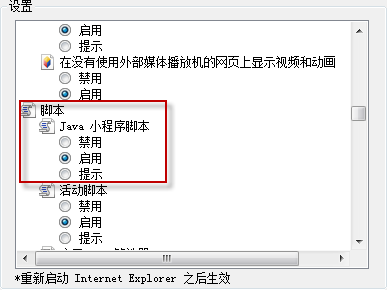 设置
启用
提示
在没有使用外部媒体播放机的网页上显示视频和动画
禁用
启用
脚本
Java 小程序脚本
禁用
启用
提示
活动脚本
禁用
启用
提示
*重新启动 Internet Explorer 之后生效